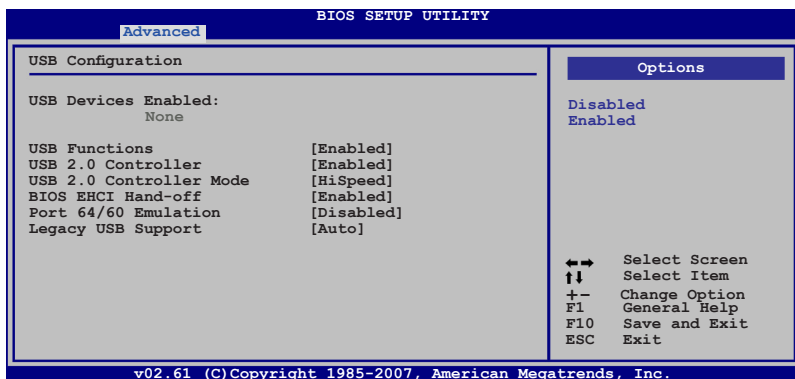 BIOS SETUP UTILITY
Advanced
USB Configuration
USB Devices Enabled:
None
USB Functions [Enabled]
USB 2.0 Controller [Enabled]
USB 2.0 Controller Mode [HiSpeed]
BIOS EHCI Hand-off [Enabled]
Port 64/60 Emulation [Disabled]
Legacy USB Support [Auto]
Options
Disabled
Enabled
←→ Select Screen
↑↓ Select Item
+- Change Option
F1 General Help
F10 Save and Exit
ESC Exit
v02.61 (C)Copyright 1985-2007, American Megatrends, Inc.